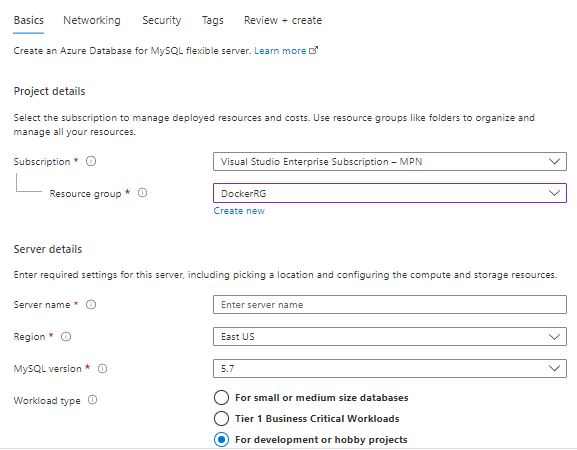 Basics Networking Security Tags Review + create
Create an Azure Database for MySQL flexible server. Learn more
Project details
Select the subscription to manage deployed resources and costs. Use resource groups like folders to organize and
manage all your resources.
Subscription * Visual Studio Enterprise Subscription – MPN
Resource group * DockerRG
Create new
Server details
Enter required settings for this server, including picking a location and configuring the compute and storage resources.
Server name * Enter server name
Region * East US
MySQL version * 5.7
Workload type For small or medium size databases
Tier 1 Business Critical Workloads
For development or hobby projects